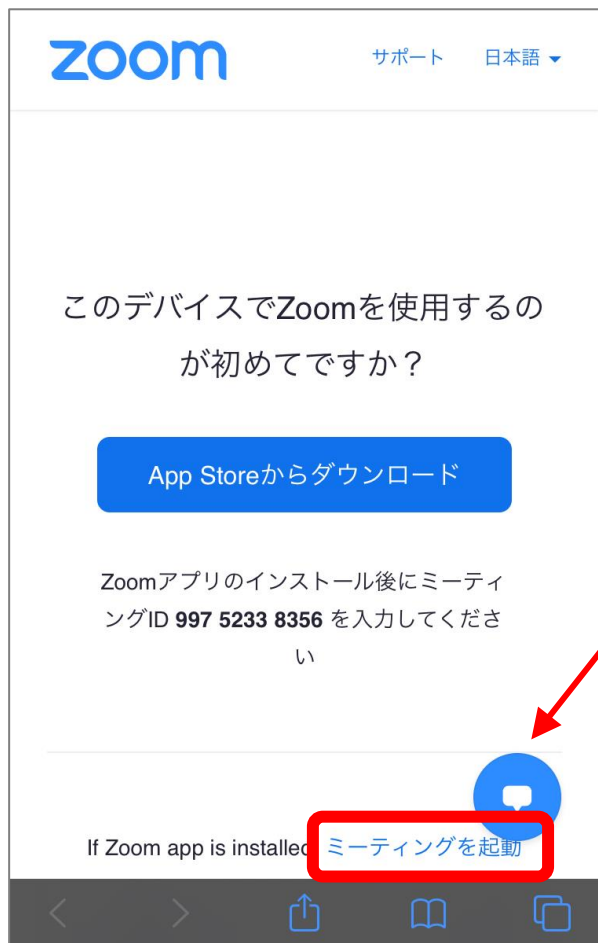 zoom
サポート 日本語
このデバイスでZoomを使用するの
が初めてですか？
App Storeからダウンロード
Zoomアプリのインストール後にミーティ
ングID 997 5233 8356 を入力してくださ
い
If Zoom app is installed ミーティングを起動